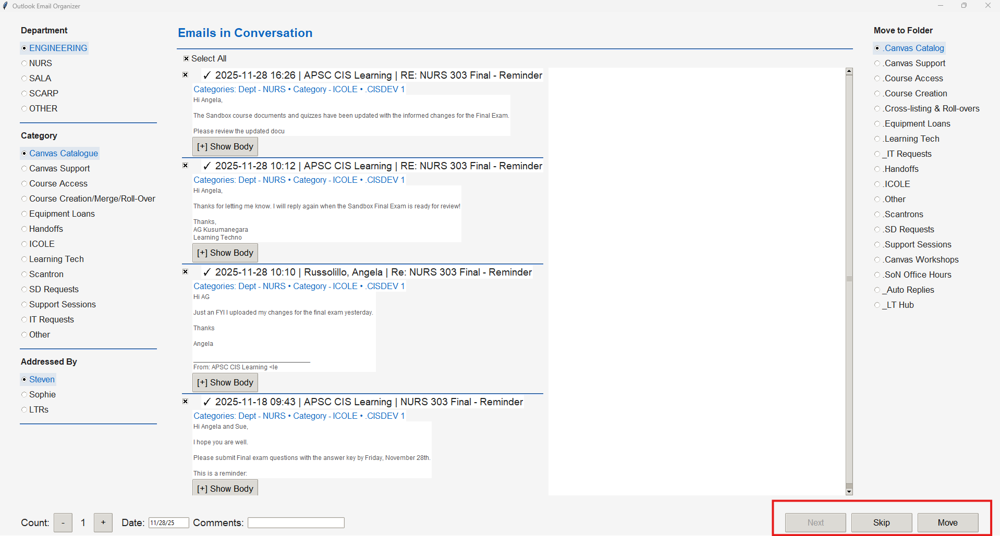 Outlook Email Organizer
Department
ENGINEERING
NURS
SALA
SCARP
OTHER
Category
Canvas Catalogue
Canvas Support
Course Access
Course Creation/Merge/Roll-Over
Equipment Loans
Handoffs
ICOLE
Learning Tech
Scantron
SD Requests
Support Sessions
IT Requests
Other
Addressed By
Steven
Sophie
LTRs
Emails in Conversation
Select All
✓ 2025-11-28 16:26 | APSC CIS Learning | RE: NURS 303 Final - Reminder
Categories: Dept - NURS • Category - ICOLE • .CISDEV 1
Hi Angela,
The Sandbox course documents and quizzes have been updated with the informed changes for the Final Exam.
Please review the updated docu
[+] Show Body
✓ 2025-11-28 10:12 | APSC CIS Learning | RE: NURS 303 Final - Reminder
Categories: Dept - NURS • Category - ICOLE • .CISDEV 1
Hi Angela,
Thanks for letting me know. I will reply again when the Sandbox Final Exam is ready for review!
Thanks,
AG Kusumanegara
Learning Techno
[+] Show Body
✓ 2025-11-28 10:10 | Russolillo, Angela | Re: NURS 303 Final - Reminder
Categories: Dept - NURS • Category - ICOLE • .CISDEV 1
Hi AG
Just an FYI I uploaded my changes for the final exam yesterday.
Thanks
Angela
________________________________
From: APSC CIS Learning <le
[+] Show Body
✓ 2025-11-18 09:43 | APSC CIS Learning | NURS 303 Final - Reminder
Categories: Dept - NURS • Category - ICOLE • .CISDEV 1
Hi Angela and Sue,
I hope you are well.
Please submit Final exam questions with the answer key by Friday, November 28th.
This is a reminder:
[+] Show Body
Move to Folder
.Canvas Catalog
.Canvas Support
.Course Access
.Course Creation
.Cross-listing & Roll-overs
.Equipment Loans
.Learning Tech
_IT Requests
.Handoffs
.ICOLE
.Other
.Scantrons
.SD Requests
.Support Sessions
.Canvas Workshops
.SoN Office Hours
_Auto Replies
_LT Hub
Count: - 1 + Date: 11/28/25 Comments:
Next Skip Move